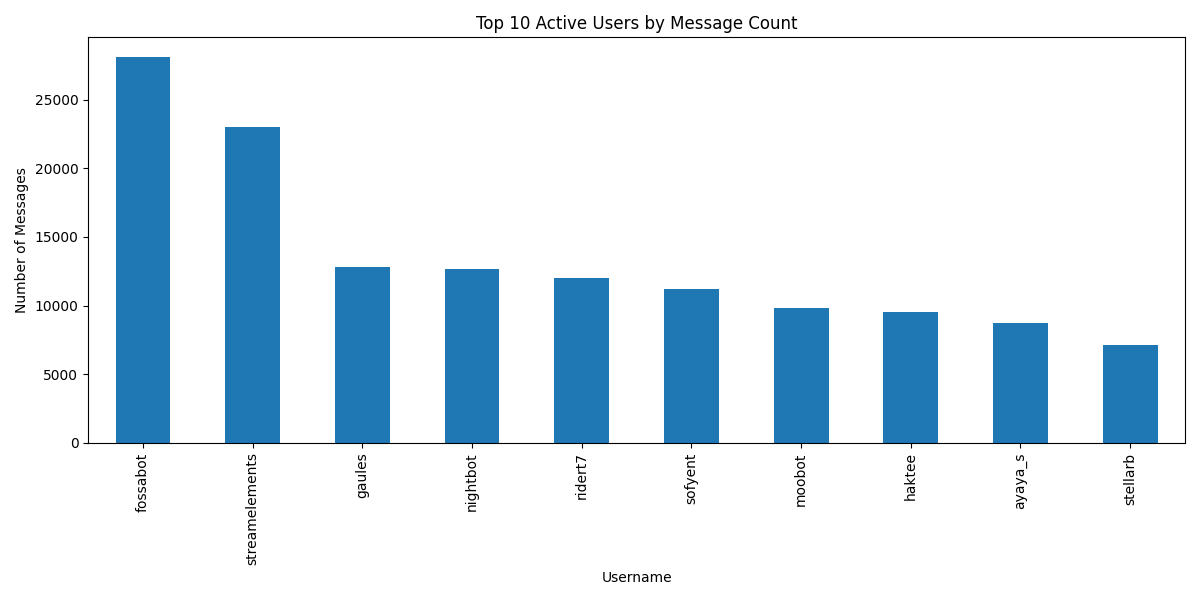 Top 10 Active Users by Message Count
Number of Messages
25000
20000
15000
10000
5000
0
fossabot
streamelements
gaules
nightbot
ridert7
sofyent
moobot
haktee
ayaya_s
stellarb
Username